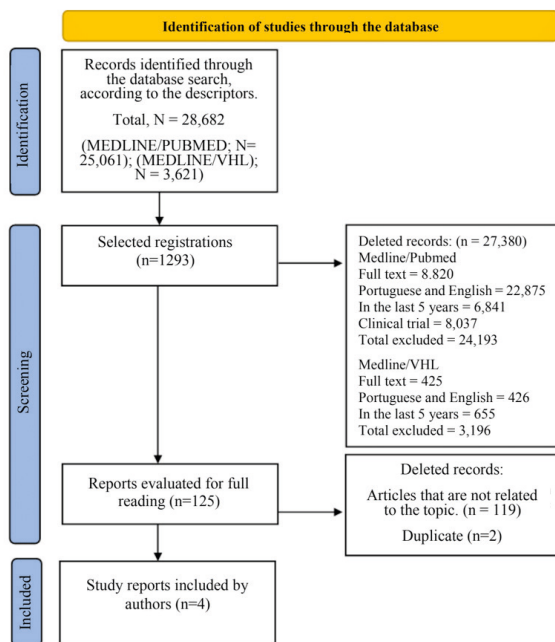 Identification of studies through the database
Identification
Records identified through
the database search,
according to the descriptors.
Total, N = 28,682
(MEDLINE/PUBMED; N=
25,061); (MEDLINE/VHL);
N = 3,621)
Screening
Selected registrations
(n=1293)
Deleted records: (n = 27,380)
Medline/Pubmed
Full text = 8.820
Portuguese and English = 22,875
In the last 5 years = 6,841
Clinical trial = 8,037
Total excluded = 24,193
Medline/VHL
Full text = 425
Portuguese and English = 426
In the last 5 years = 655
Total excluded = 3,196
Reports evaluated for full
reading (n=125)
Deleted records:
Articles that are not related
to the topic. (n = 119)
Duplicate (n=2)
Included
Study reports included by
authors (n=4)